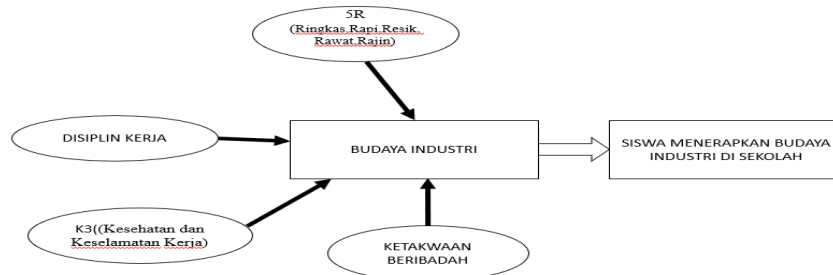 5R
(Ringkas,Rapi,Resik,
Rawat,Rajin)
DISIPLIN KERJA
BUDAYA INDUSTRI
SISWA MENERAPKAN BUDAYA
INDUSTRI DI SEKOLAH
K3((Kesehatan dan
Keselamatan Kerja)
KETAKWAAN
BERIBADAH